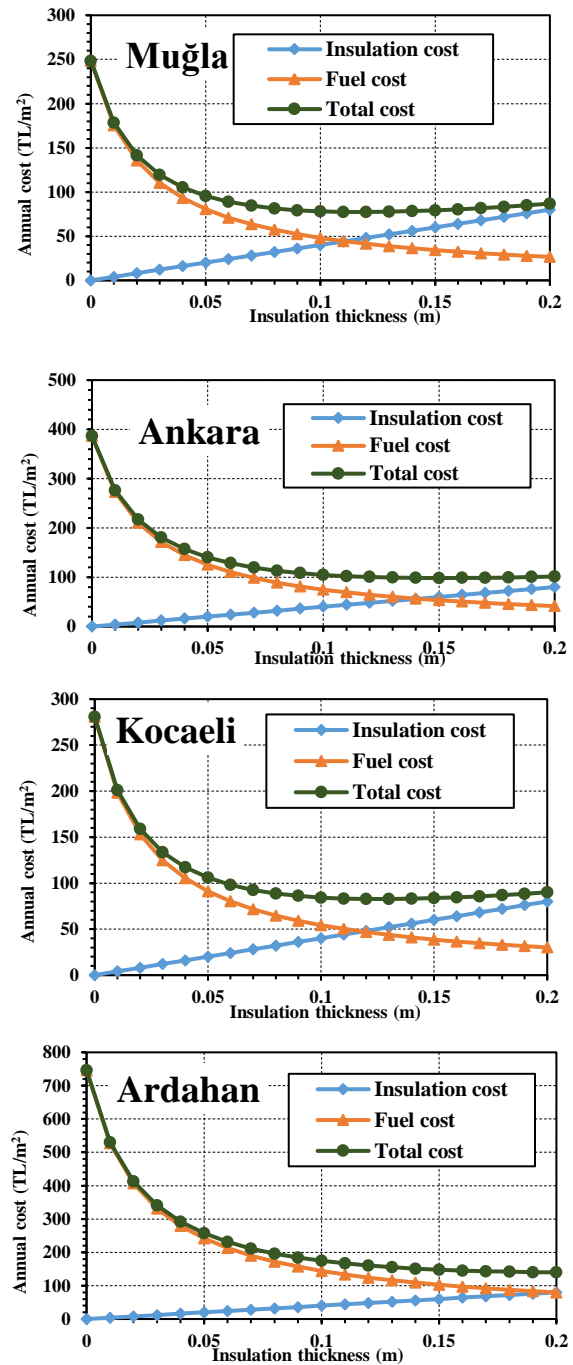 Muğla
Insulation cost
Fuel cost
Total cost
Annual cost (TL/m²)
300
250
200
150
100
50
0
0 0.05 0.1 0.15 0.2
Insulation thickness (m)
Ankara
Insulation cost
Fuel cost
Total cost
Annual cost (TL/m²)
500
400
300
200
100
0
0 0.05 0.1 0.15 0.2
Insulation thickness (m)
Kocaeli
Insulation cost
Fuel cost
Total cost
Annual cost (TL/m²)
300
250
200
150
100
50
0
0 0.05 0.1 0.15 0.2
Insulation thickness (m)
Ardahan
Insulation cost
Fuel cost
Total cost
Annual cost (TL/m²)
800
700
600
500
400
300
200
100
0
0 0.05 0.1 0.15 0.2
Insulation thickness (m)